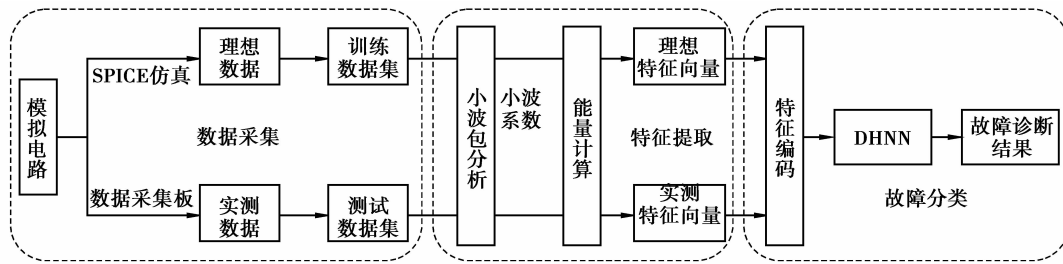 模拟电路
SPICE仿真
数据采集板
理想
数据
训练
数据集
数据采集
实测
数据
测试
数据集
小波包分析
小波
系数
能量计算
理想
特征向量
特征提取
实测
特征向量
特征编码
DHNN
故障诊断
结果
故障分类